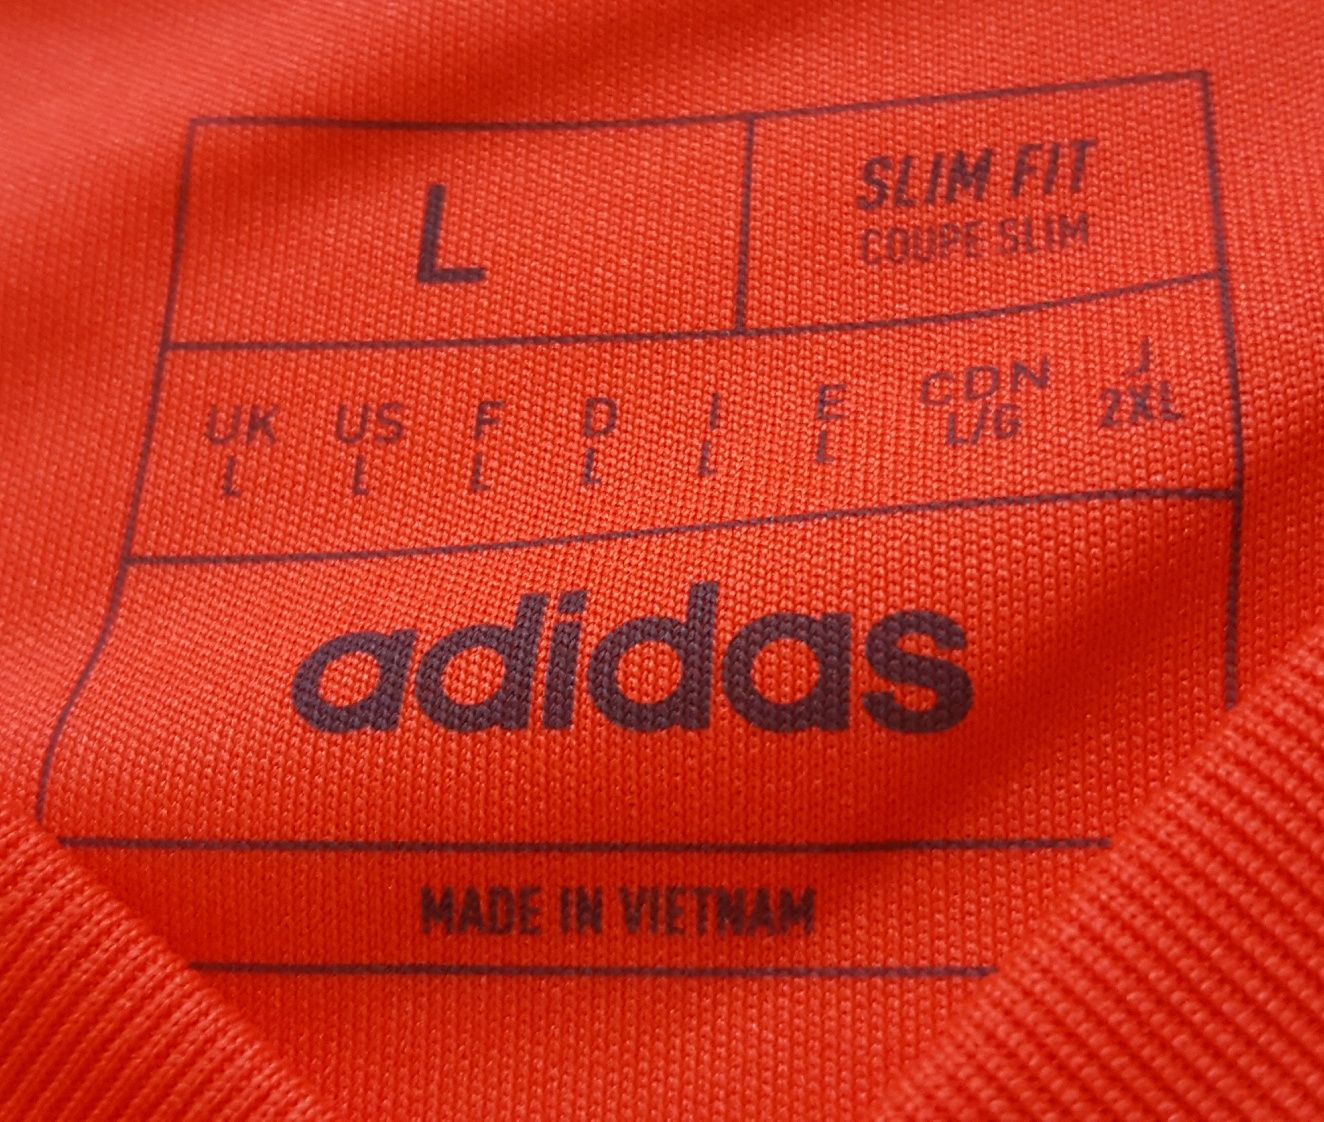 L
SLIM FIT
COUPE SLIM
UK US F D I E CDN J
L L L L L L L/G 2XL
adidas
MADE IN VIETNAM